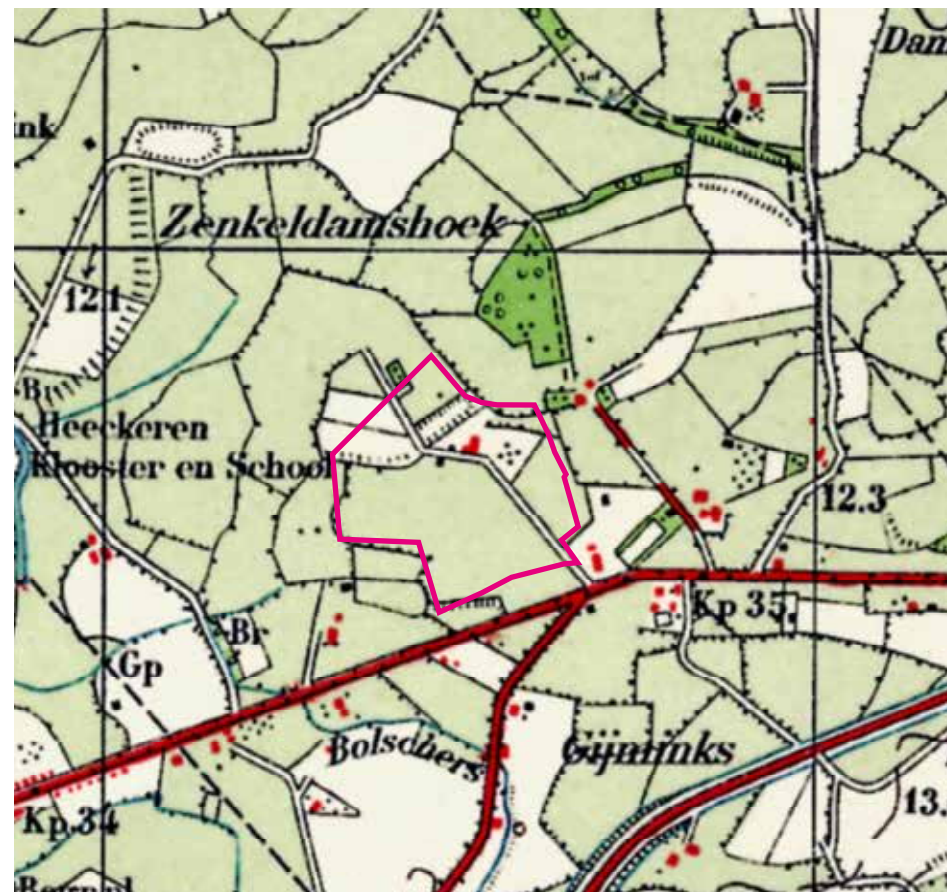 Dam
ink
Zenkeldamshoek
12.1
Br
Heeckeren
Klooster en School
12.3
Kp 35
Br
Gp
Bolschers
Gijminks
13.
Kp.34